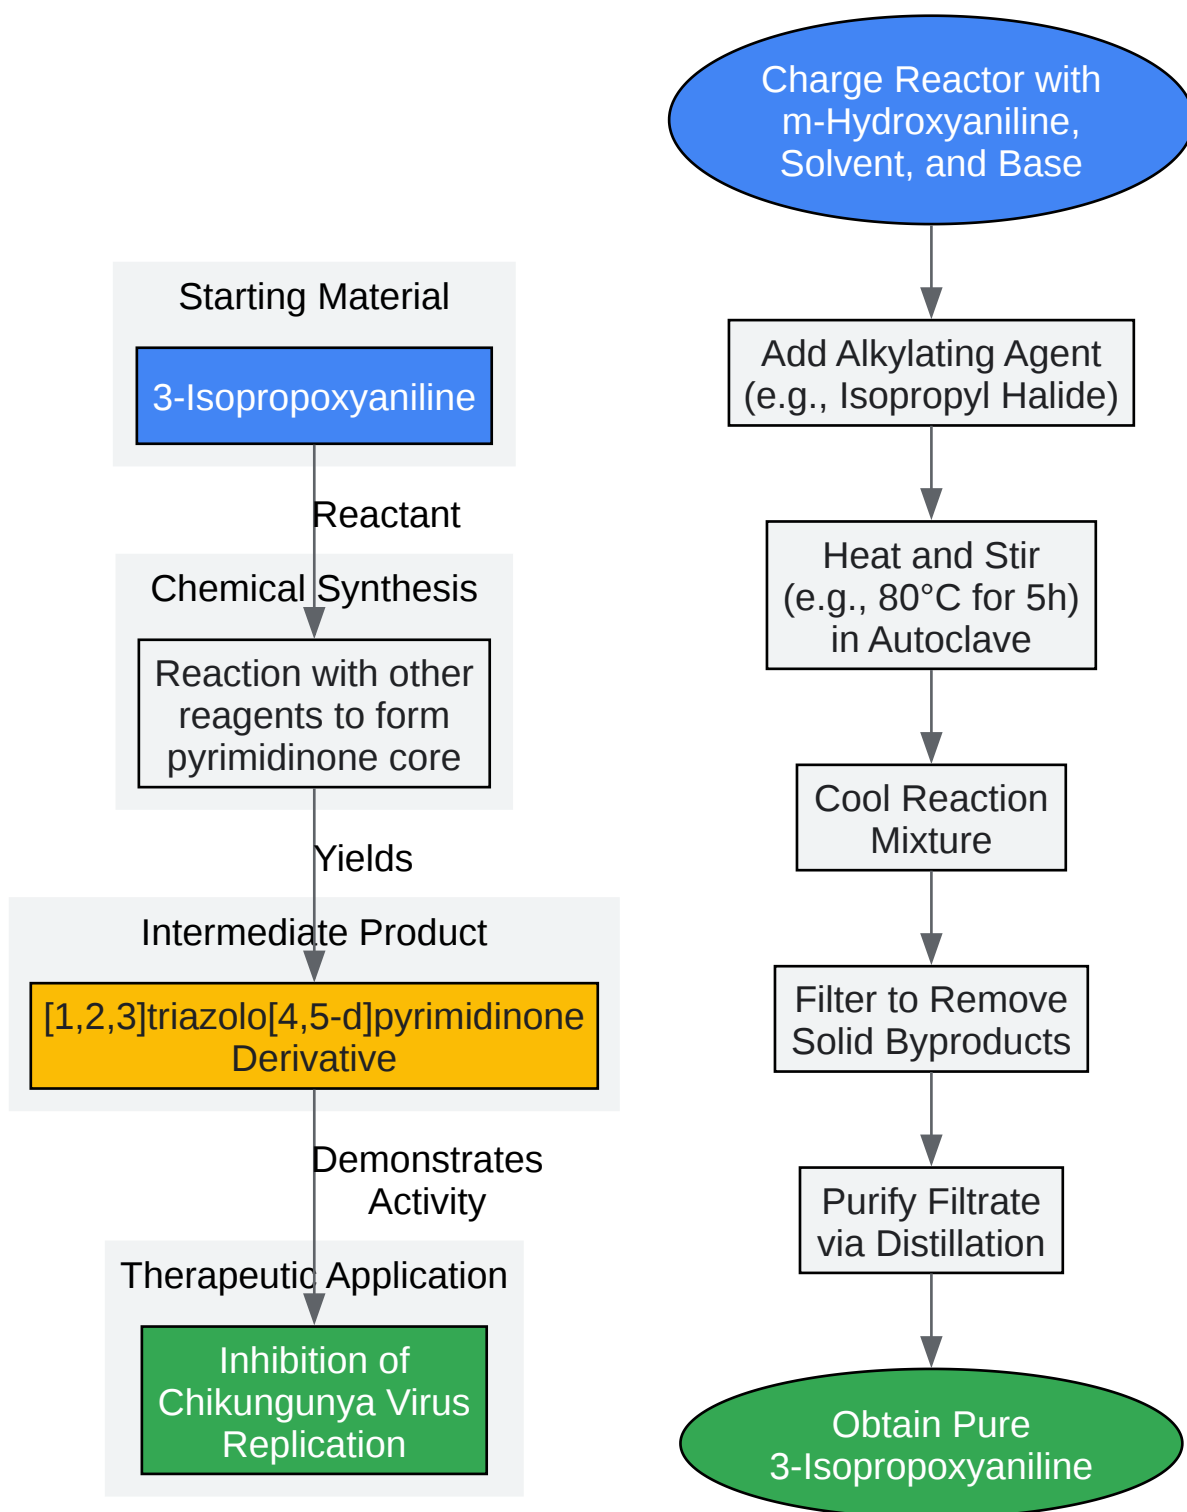 Starting Material
3-Isopropoxyaniline
Reactant
Chemical Synthesis
Reaction with other
reagents to form
pyrimidinone core
Yields
Intermediate Product
[1,2,3]triazolo[4,5-d]pyrimidinone
Derivative
Demonstrates
Activity
Therapeutic Application
Inhibition of
Chikungunya Virus
Replication
Charge Reactor with
m-Hydroxyaniline,
Solvent, and Base
Add Alkylating Agent
(e.g., Isopropyl Halide)
Heat and Stir
(e.g., 80°C for 5h)
in Autoclave
Cool Reaction
Mixture
Filter to Remove
Solid Byproducts
Purify Filtrate
via Distillation
Obtain Pure
3-Isopropoxyaniline